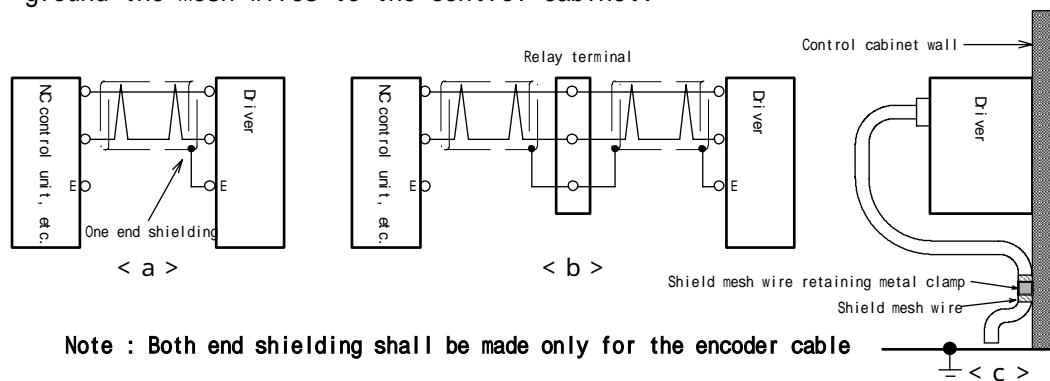 ground the mesh wires to the control cabinet.
Control cabinet wall
Relay terminal
NC control unit, etc.
Driver
E
E
One end shielding
< a >
NC control unit, etc.
Driver
E
E
< b >
Driver
Shield mesh wire retaining metal clamp
Shield mesh wire
Note : Both end shielding shall be made only for the encoder cable
< c >